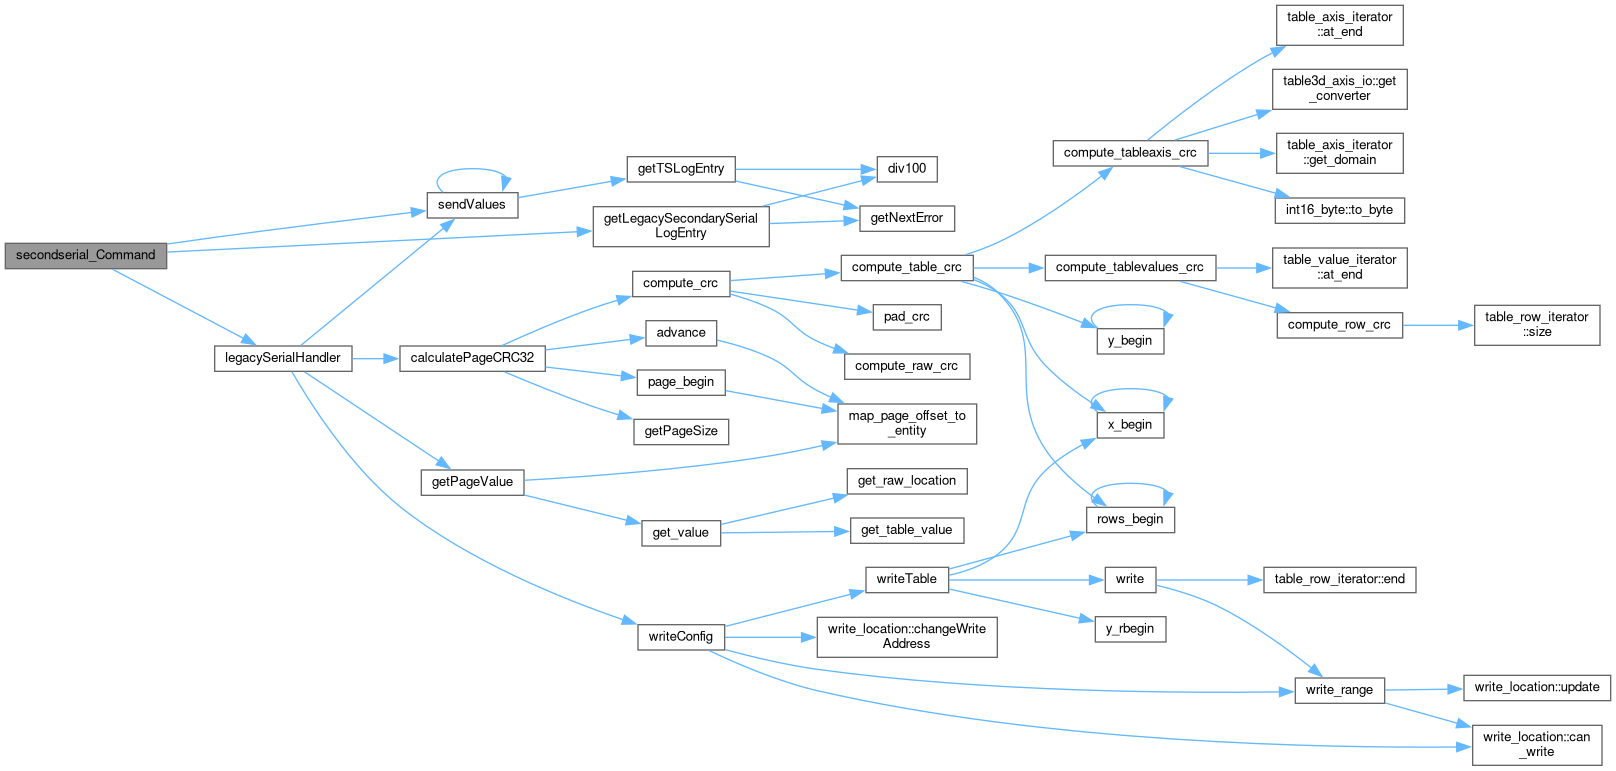 table_axis_iterator
::at_end
table3d_axis_io::get
_converter
compute_tableaxis_crc
table_axis_iterator
::get_domain
getTSLogEntry
div100
sendValues
int16_byte::to_byte
getLegacySecondarySerial
LogEntry
getNextError
secondserial_Command
compute_table_crc
compute_tablevalues_crc
table_value_iterator
::at_end
compute_crc
pad_crc
compute_row_crc
table_row_iterator
::size
advance
y_begin
legacySerialHandler
calculatePageCRC32
compute_raw_crc
page_begin
map_page_offset_to
_entity
x_begin
getPageSize
getPageValue
get_raw_location
get_value
get_table_value
rows_begin
writeTable
write
table_row_iterator::end
writeConfig
write_location::changeWrite
Address
y_rbegin
write_range
write_location::update
write_location::can
_write